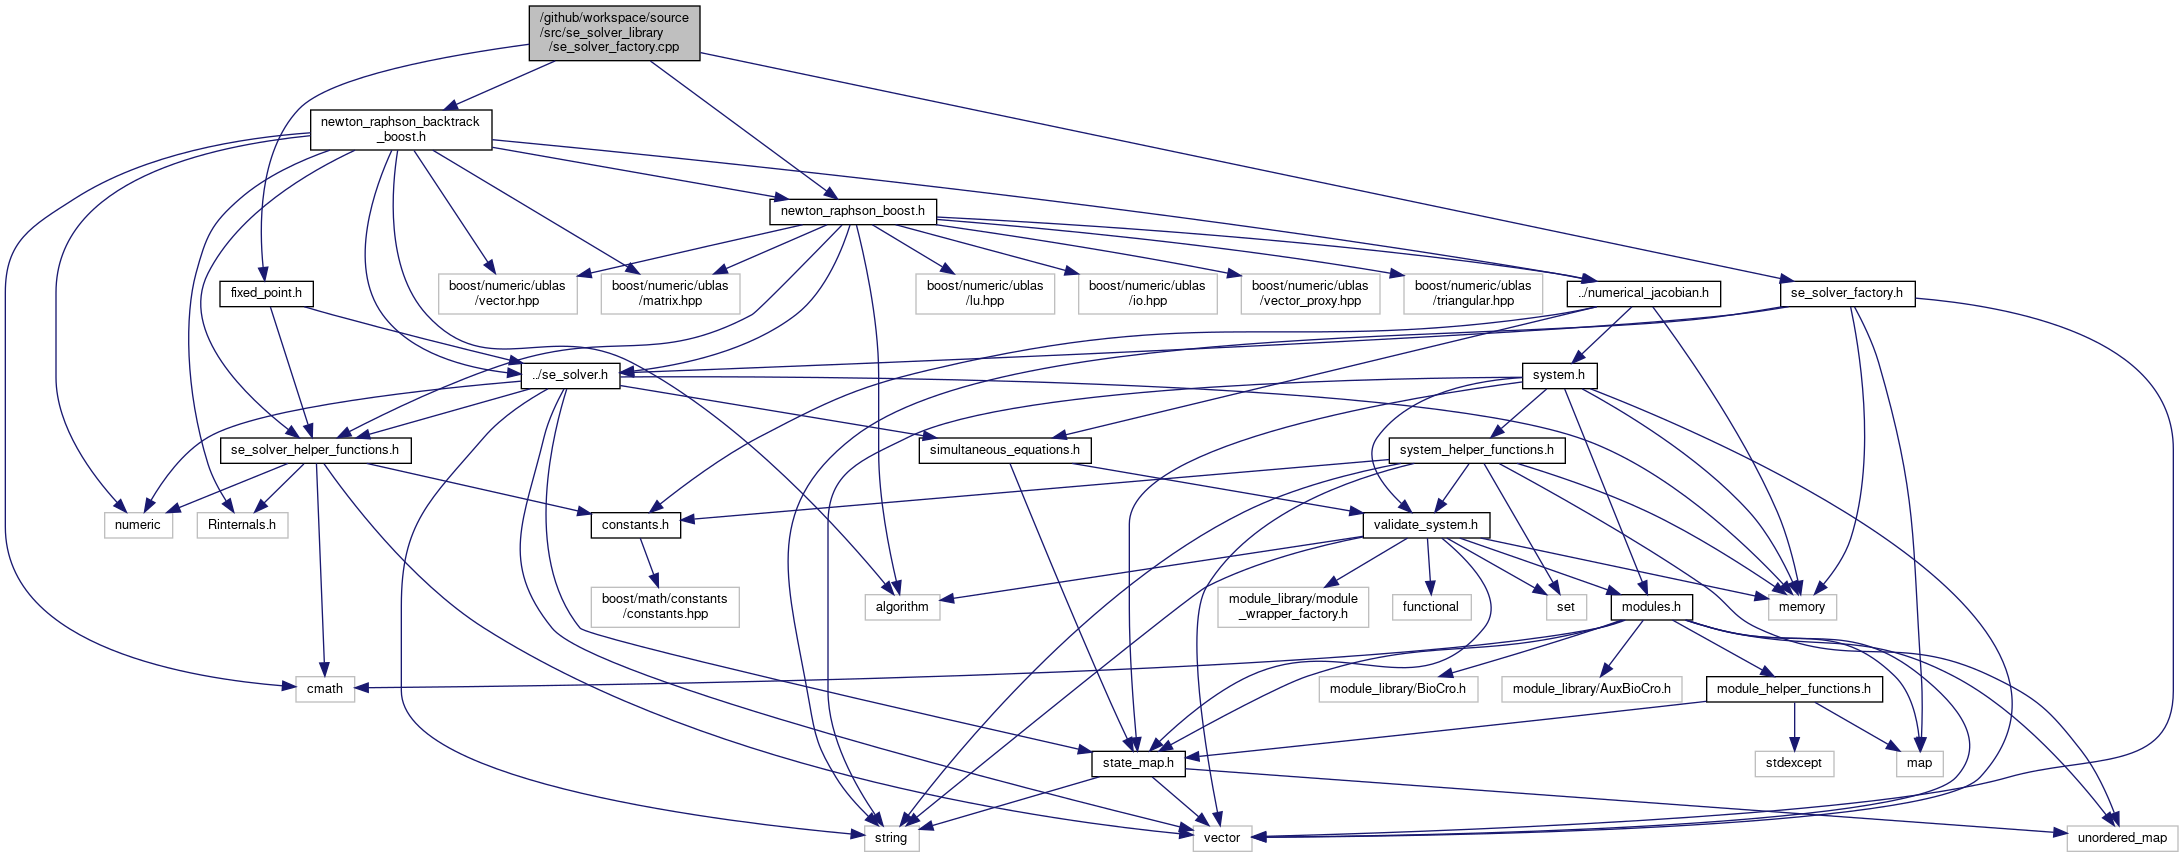 /github/workspace/source
/src/se_solver_library
/se_solver_factory.cpp
newton_raphson_backtrack
_boost.h
newton_raphson_boost.h
fixed_point.h
boost/numeric/ublas
/vector.hpp
boost/numeric/ublas
/matrix.hpp
boost/numeric/ublas
/lu.hpp
boost/numeric/ublas
/io.hpp
boost/numeric/ublas
/vector_proxy.hpp
boost/numeric/ublas
/triangular.hpp
../numerical_jacobian.h
se_solver_factory.h
../se_solver.h
system.h
se_solver_helper_functions.h
simultaneous_equations.h
system_helper_functions.h
numeric
Rinternals.h
constants.h
validate_system.h
boost/math/constants
/constants.hpp
algorithm
module_library/module
_wrapper_factory.h
functional
set
modules.h
memory
cmath
module_library/BioCro.h
module_library/AuxBioCro.h
module_helper_functions.h
state_map.h
stdexcept
map
string
vector
unordered_map